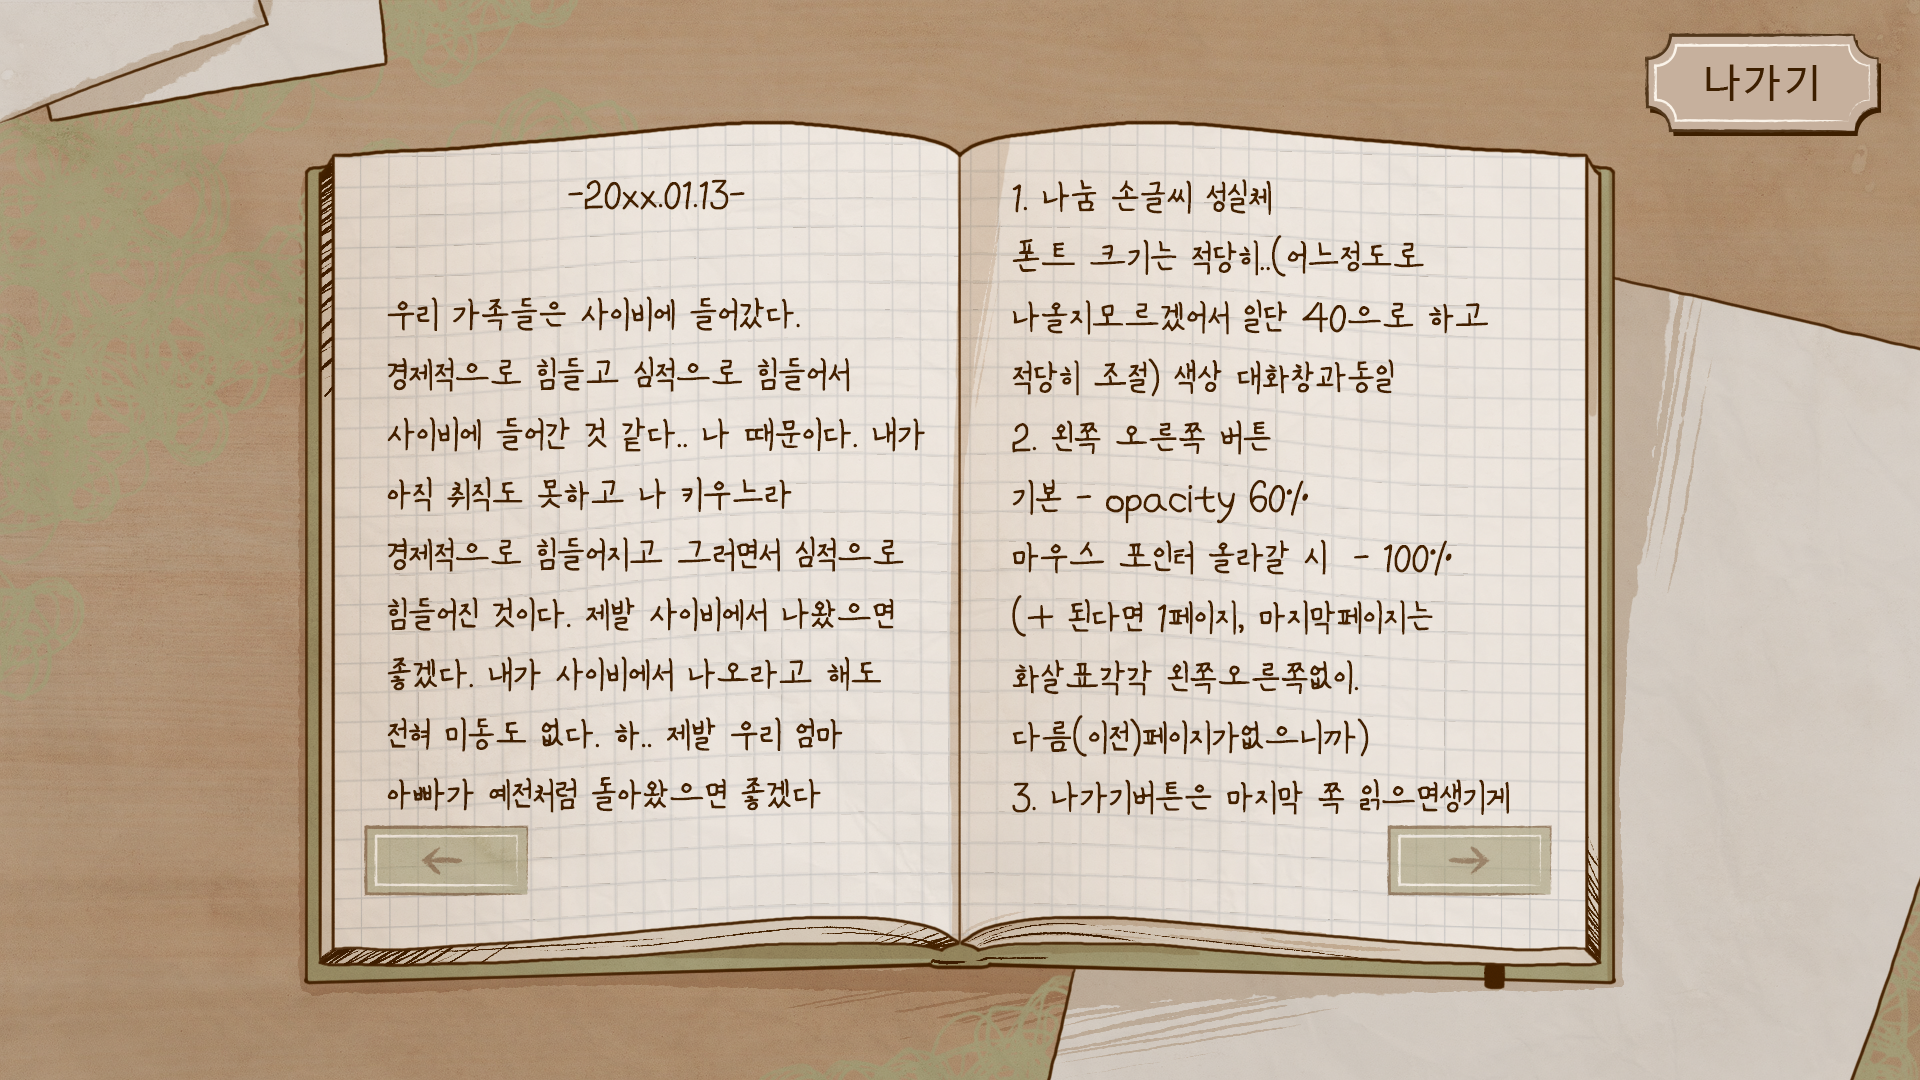 나가기
-20xx.01.13-
우리 가족들은 사이비에 들어갔다.
경제적으로 힘들고 심적으로 힘들어서
사이비에 들어간 것 같다.. 나 때문이다. 내가
아직 취직도 못하고 나 키우느라
경제적으로 힘들어지고 그러면서 심적으로
힘들어진 것이다. 제발 사이비에서 나왔으면
좋겠다. 내가 사이비에서 나오라고 해도
전혀 미동도 없다. 하.. 제발 우리 엄마
아빠가 예전처럼 돌아왔으면 좋겠다
←
1. 나눔 손글씨 성실체
폰트 크기는 적당히..(어느정도로
나올지모르겠어서 일단 40으로 하고
적당히 조절) 색상 대화창과동일
2. 왼쪽 오른쪽 버튼
기본 - opacity 60%
마우스 포인터 올라갈 시 - 100%
(+ 된다면 1페이지, 마지막페이지는
화살표각각 왼쪽오른쪽없이.
다름(이전)페이지가없으니까)
3. 나가기버튼은 마지막 쪽 읽으면생기게
→